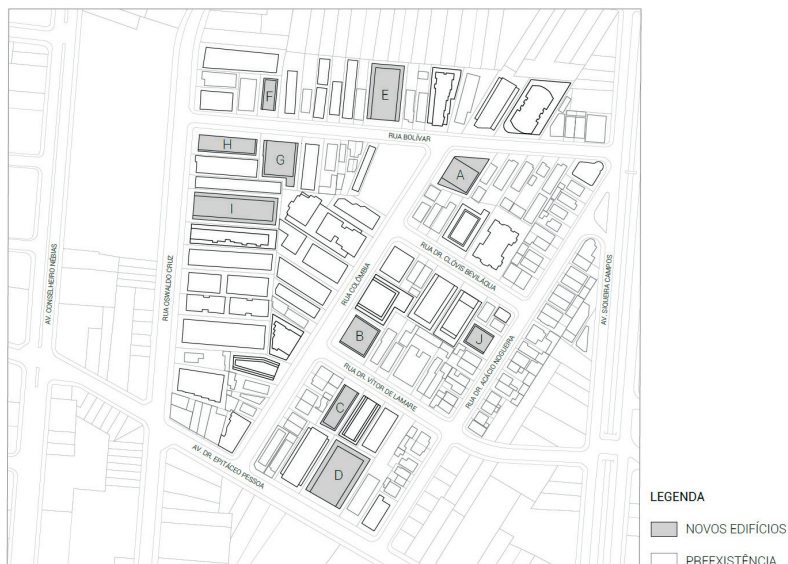 F
E
RUA BOLÍVAR
H
G
A
I
RUA DR. CLÓVIS BEVILÁQUA
AV. CONSELHEIRO NÉBIAS
RUA OSWALDO CRUZ
RUA COLÔMBIA
AV. SIQUEIRA CAMPOS
B
J
RUA DR. ACÁCIO NOGUEIRA
RUA DR. VÍTOR DE LAMARE
C
AV. DR. EPITÁCEO PESSOA
D
LEGENDA
NOVOS EDIFÍCIOS
PREEXISTÊNCIA